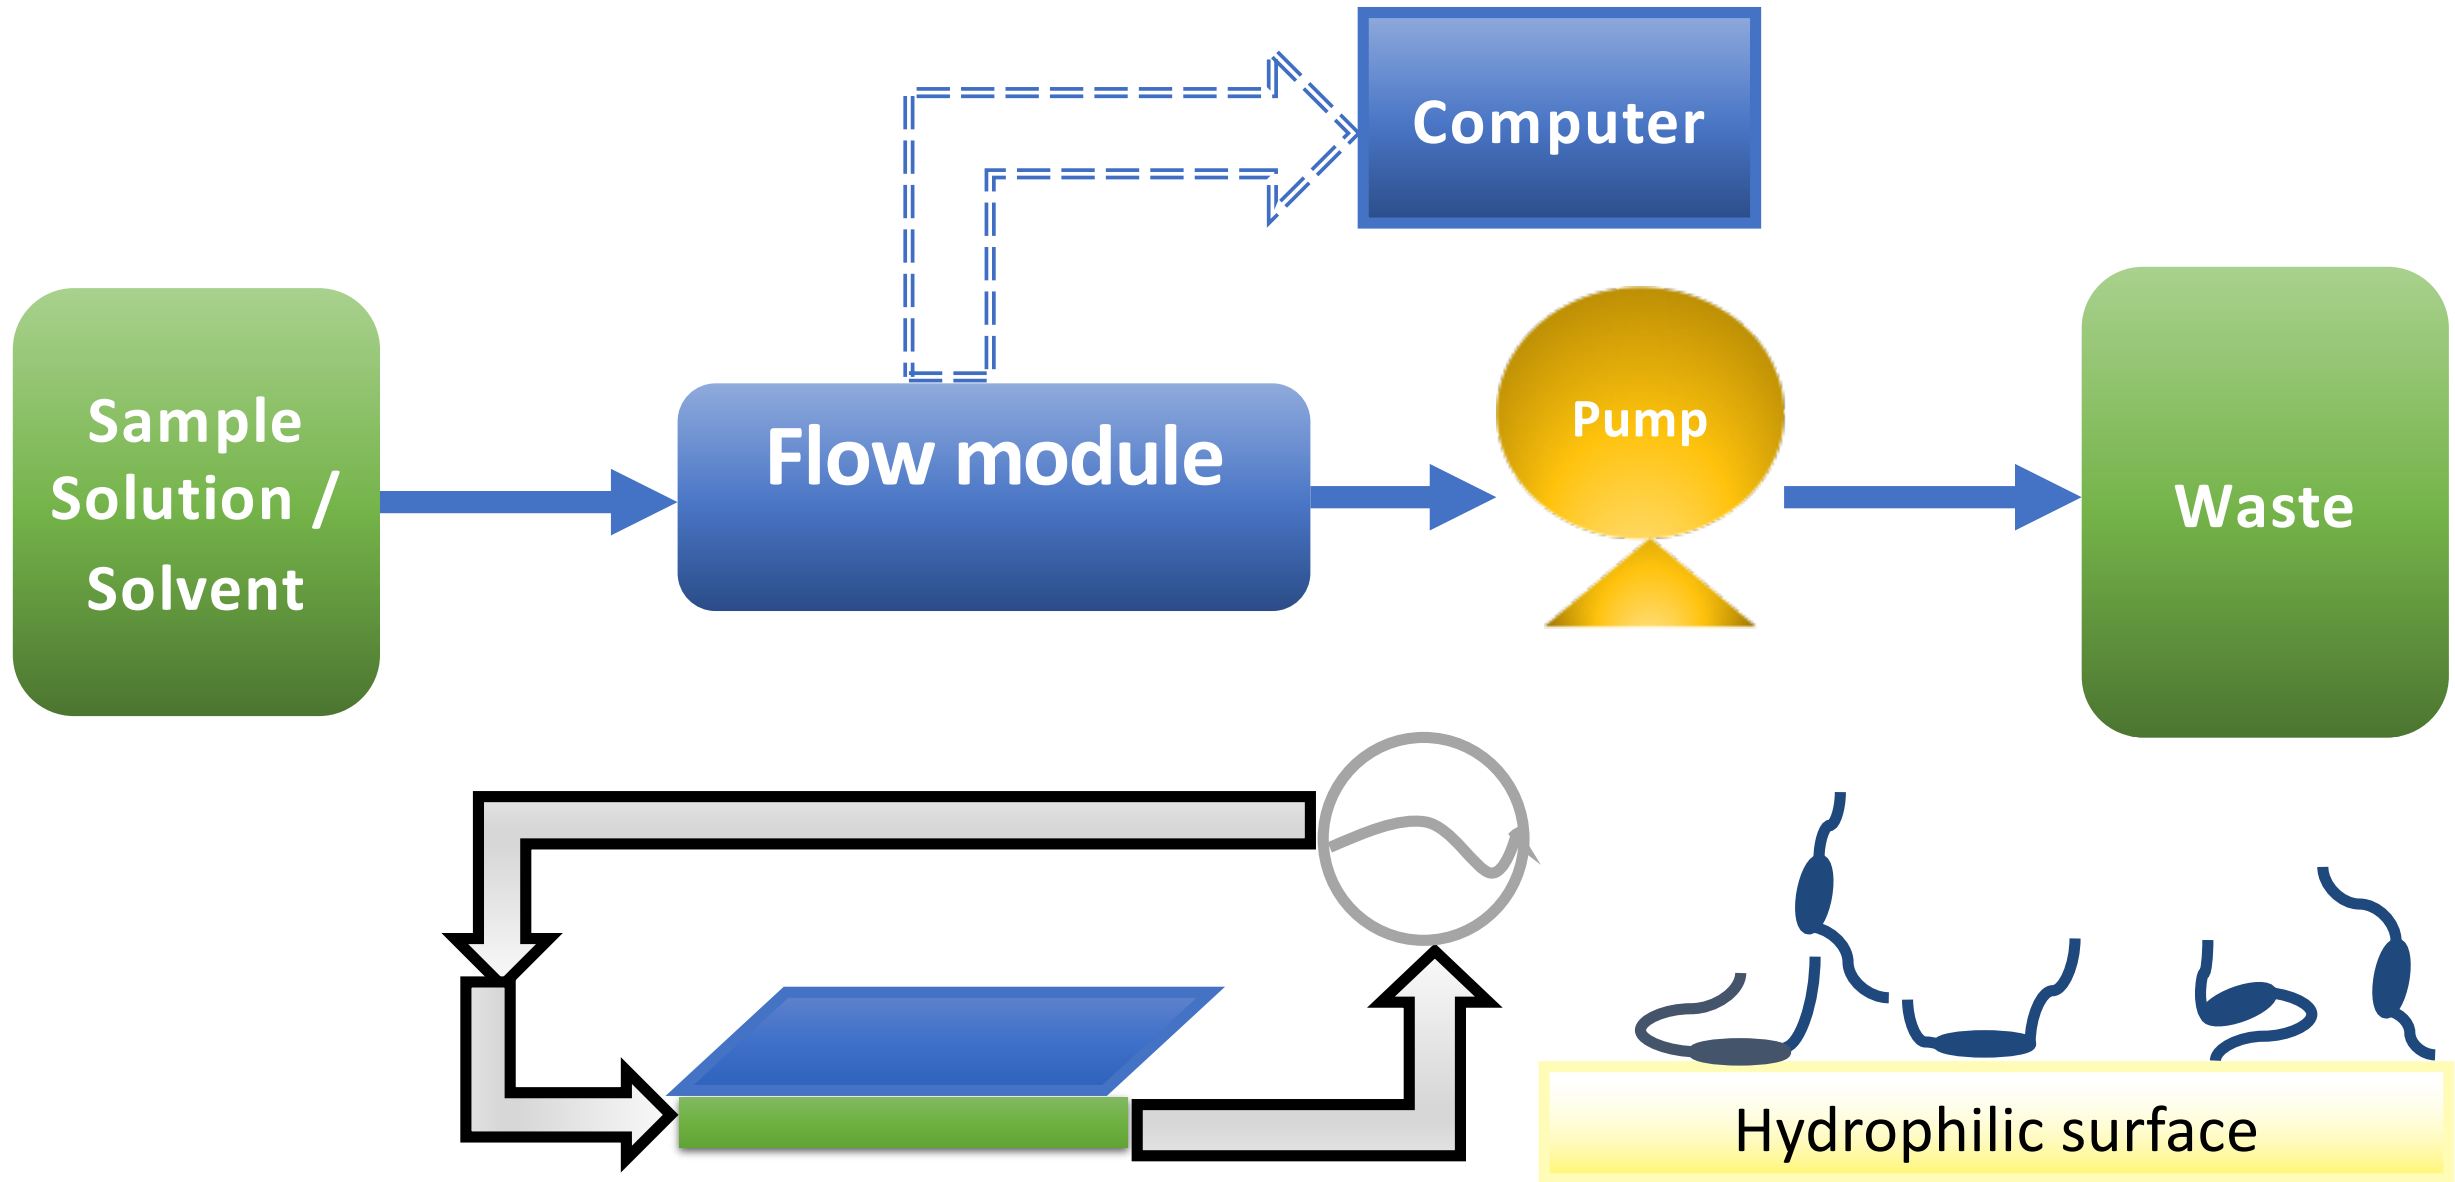 Computer
Sample
Solution /
Solvent
Flow module
Pump
Waste
Hydrophilic surface